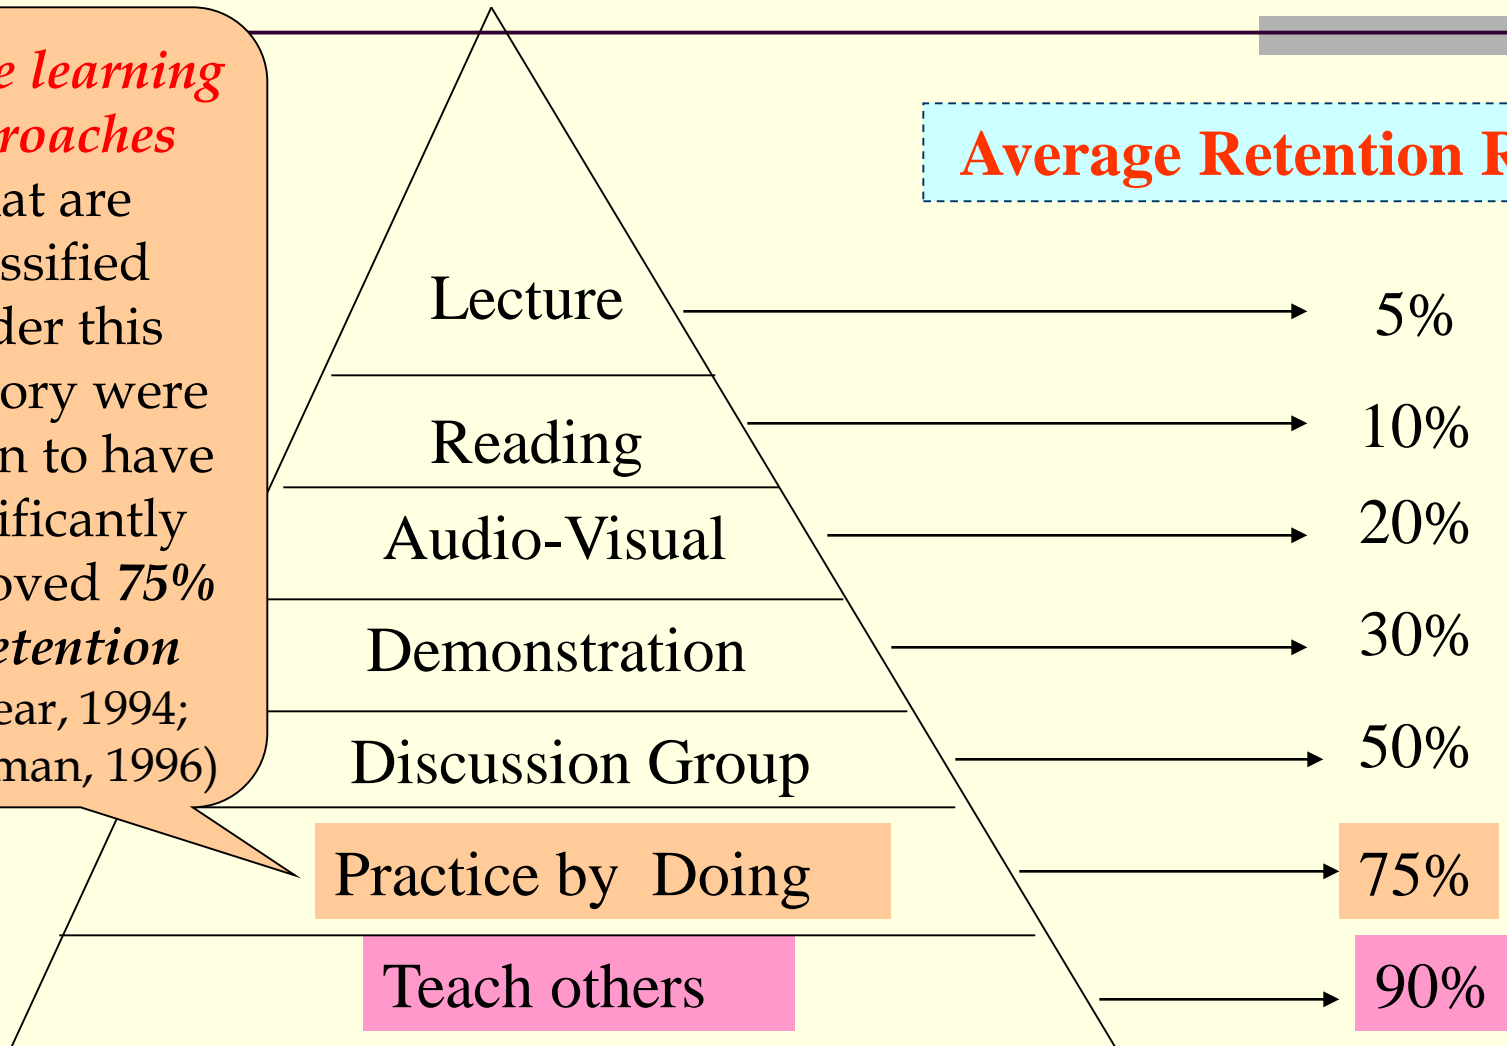 e learning
roaches
at are
ssified
der this
ory were
n to have
ificantly
oved 75%
etention
ear, 1994;
man, 1996)
Average Retention R
Lecture
5%
Reading
10%
Audio-Visual
20%
Demonstration
30%
Discussion Group
50%
Practice by Doing
75%
Teach others
90%